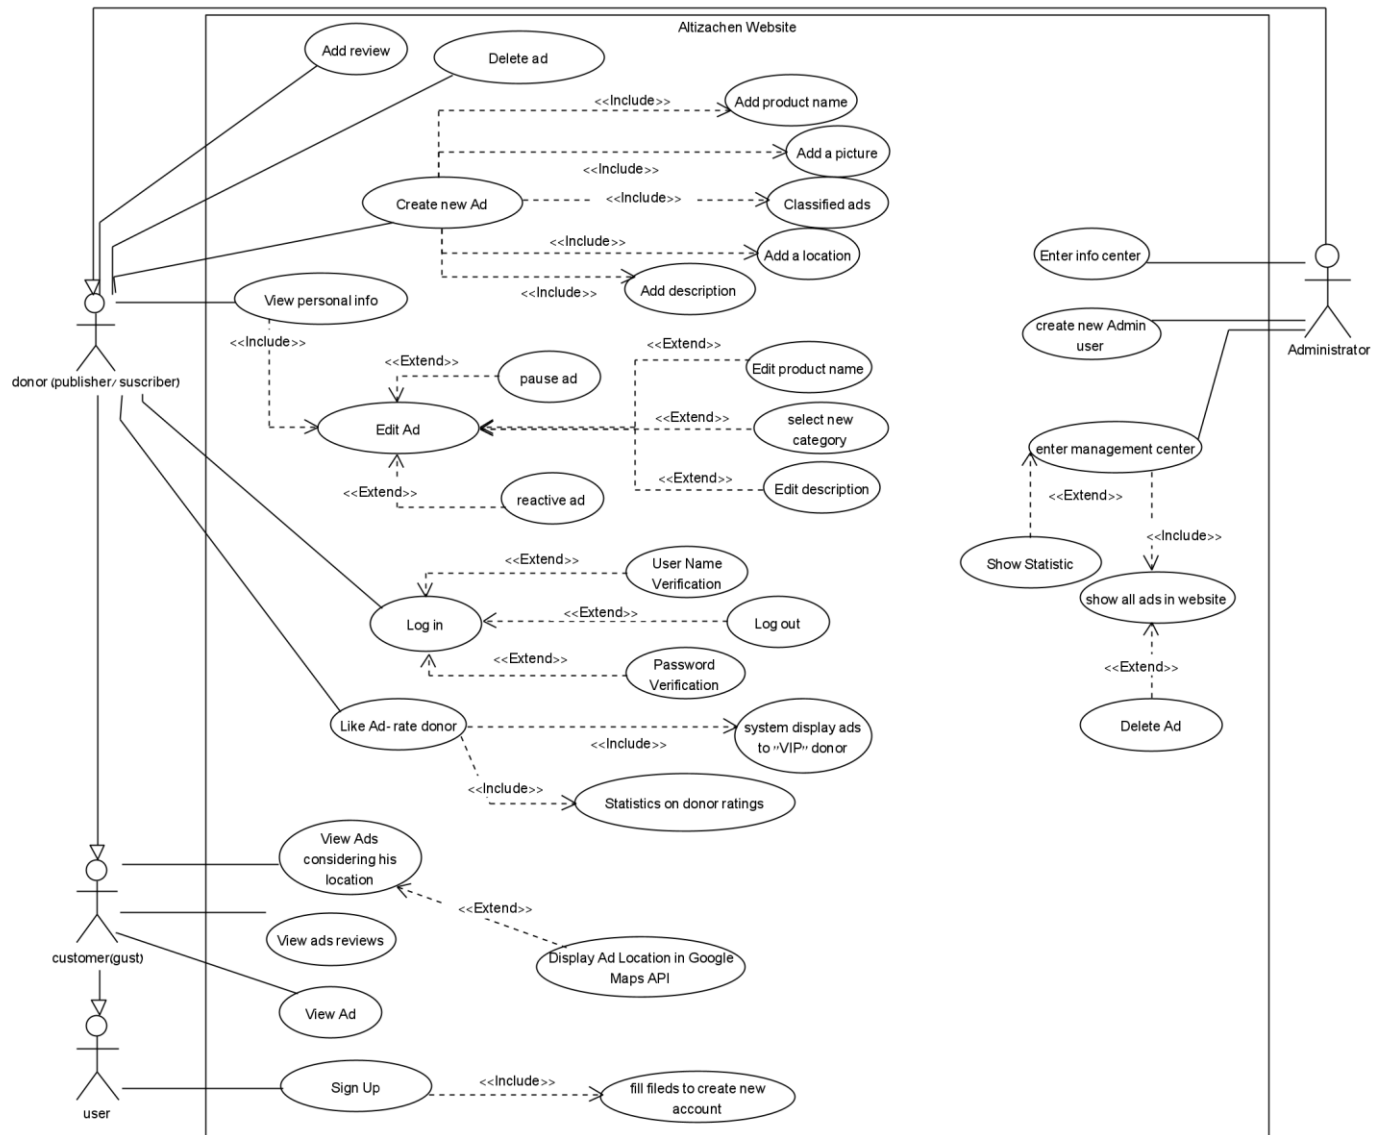 Altizachen Website
Add review
Delete ad
<<Include>>
Add product name
Add a picture
<<Include>>
Create new Ad
<<Include>>
Classified ads
<<Include>>
Add a location
<<Include>>
Add description
Enter info center
View personal info
<<Include>>
create new Admin
user
Administrator
donor (publisher/ suscriber)
<<Extend>>
pause ad
<<Extend>>
Edit product name
Edit Ad
<<Extend>>
select new
category
<<Extend>>
reactive ad
<<Extend>>
Edit description
enter management center
<<Extend>>
<<Include>>
Show Statistic
show all ads in website
<<Extend>>
Delete Ad
<<Extend>>
User Name
Verification
Log in
<<Extend>>
Log out
<<Extend>>
Password
Verification
Like Ad- rate donor
<<Include>>
system display ads
to ,,VIP,, donor
<<Include>>
Statistics on donor ratings
View Ads
considering his
location
<<Extend>>
View ads reviews
customer(gust)
Display Ad Location in Google
Maps API
View Ad
Sign Up
<<Include>>
fill fileds to create new
account
user